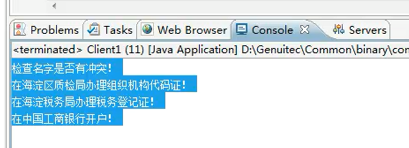 Problems Tasks Web Browser Console Servers
<terminated> Client1 (11) [Java Application] D:\Genuitec\Common\binary\con
检查名字是否有冲突！
在海淀区质检局办理组织机构代码证！
在海淀税务局办理税务登记证！
在中国工商银行开户！